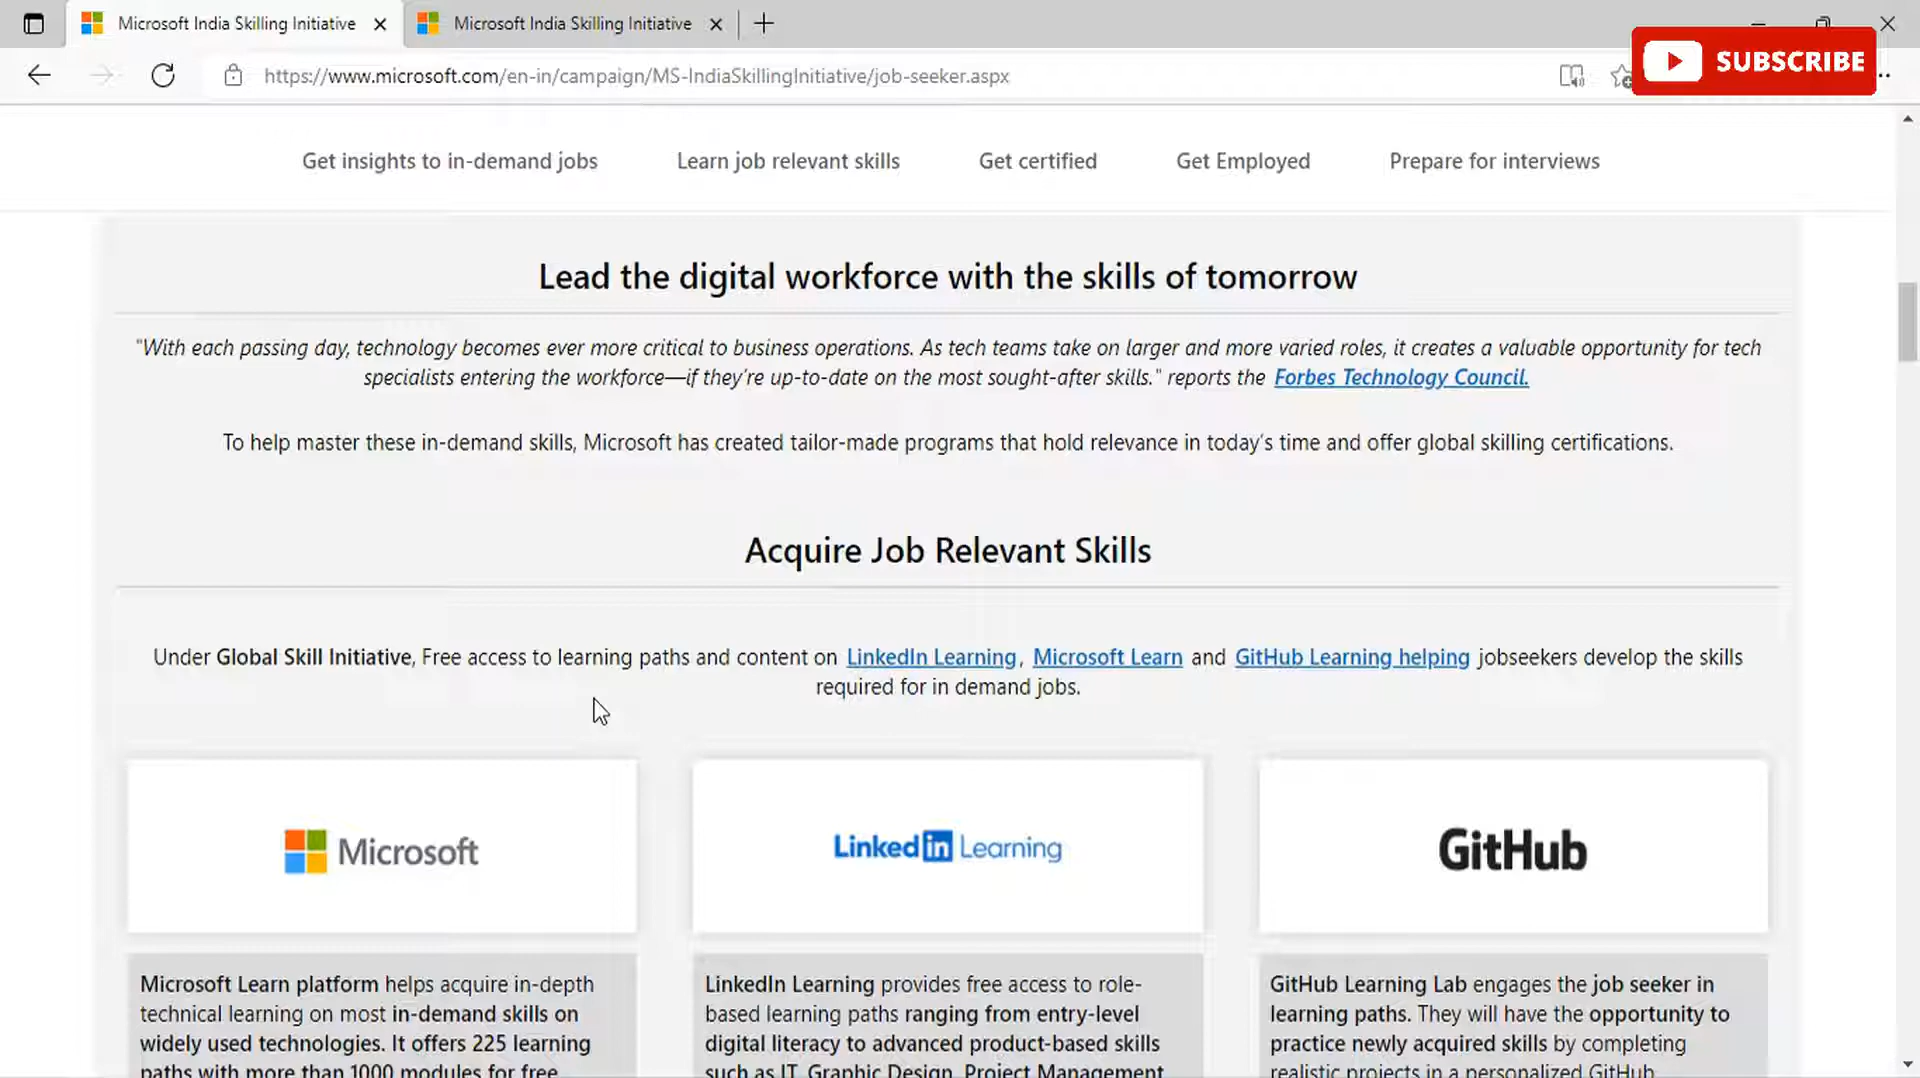 Microsoft India Skilling Initiative
Microsoft India Skilling Initiative
SUBSCRIBE
https://www.microsoft.com/en-in/campaign/MS-IndiaSkillingInitiative/job-seeker.aspx
Get insights to in-demand jobs
Learn job relevant skills
Get certified
Get Employed
Prepare for interviews
Lead the digital workforce with the skills of tomorrow
"With each passing day, technology becomes ever more critical to business operations. As tech teams take on larger and more varied roles, it creates a valuable opportunity for tech
specialists entering the workforce—if they're up-to-date on the most sought-after skills." reports the Forbes Technology Council.
To help master these in-demand skills, Microsoft has created tailor-made programs that hold relevance in today's time and offer global skilling certifications.
Acquire Job Relevant Skills
Under Global Skill Initiative, Free access to learning paths and content on LinkedIn Learning, Microsoft Learn and GitHub Learning helping jobseekers develop the skills
required for in demand jobs.
Microsoft
LinkedIn Learning
GitHub
Microsoft Learn platform helps acquire in-depth
technical learning on most in-demand skills on
widely used technologies. It offers 225 learning
paths with more than 1000 modules for free
LinkedIn Learning provides free access to role-
based learning paths ranging from entry-level
digital literacy to advanced product-based skills
such as IT, Graphic Design, Project Management
GitHub Learning Lab engages the job seeker in
learning paths. They will have the opportunity to
practice newly acquired skills by completing
realistic projects in a personalized GitHub